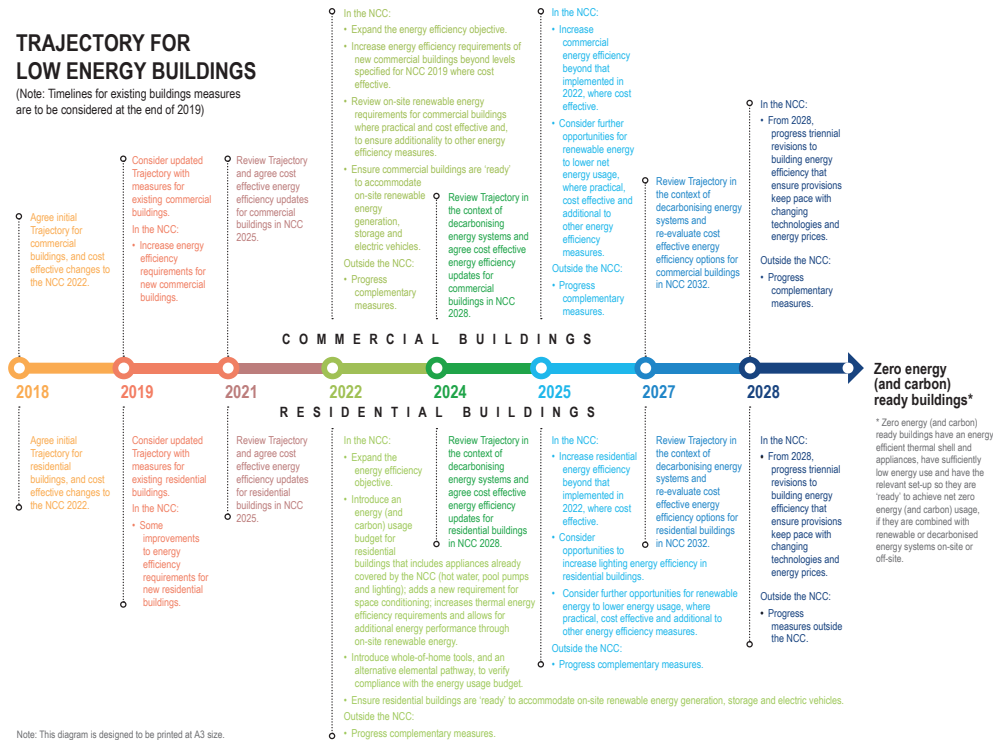 TRAJECTORY FOR
LOW ENERGY BUILDINGS
(Note: Timelines for existing buildings measures
are to be considered at the end of 2019)
Agree initial
Trajectory for
commercial
buildings, and cost
effective changes to
the NCC 2022.
Consider updated
Trajectory with
measures for
existing commercial
buildings.
In the NCC:
• Increase energy
efficiency
requirements for
new commercial
buildings.
Review Trajectory
and agree cost
effective energy
efficiency updates
for commercial
buildings in NCC
2025.
In the NCC:
• Expand the energy efficiency objective.
• Increase energy efficiency requirements of
new commercial buildings beyond levels
specified for NCC 2019 where cost
effective.
• Review on-site renewable energy
requirements for commercial buildings
where practical and cost effective and,
to ensure additionality to other energy
efficiency measures.
• Ensure commercial buildings are ‘ready’
to accommodate
on-site renewable
energy
generation,
storage and
electric vehicles.
Outside the NCC:
• Progress
complementary
measures.
Review Trajectory in
the context of
decarbonising
energy systems and
agree cost effective
energy efficiency
updates for
commercial
buildings in NCC
2028.
In the NCC:
• Increase
commercial
energy efficiency
beyond that
implemented in
2022, where cost
effective.
• Consider further
opportunities for
renewable energy
to lower net
energy usage,
where practical,
cost effective and
additional to
other energy
efficiency
measures.
Outside the NCC:
• Progress
complementary
measures.
Review Trajectory in
the context of
decarbonising energy
systems and
re-evaluate cost
effective energy
efficiency options for
commercial buildings
in NCC 2032.
In the NCC:
• From 2028,
progress triennial
revisions to
building energy
efficiency that
ensure provisions
keep pace with
changing
technologies and
energy prices.
Outside the NCC:
• Progress
complementary
measures.
COMMERCIAL BUILDINGS
2018
2019
2021
2022
2024
2025
2027
2028
Zero energy
(and carbon)
ready buildings*
RESIDENTIAL BUILDINGS
Agree initial
Trajectory for
residential
buildings, and cost
effective changes to
the NCC 2022.
Consider updated
Trajectory with
measures for
existing residential
buildings.
In the NCC:
• Some
improvements
to energy
efficiency
requirements for
new residential
buildings.
Review Trajectory
and agree cost
effective energy
efficiency updates
for residential
buildings in NCC
2025.
In the NCC:
• Expand the
energy efficiency
objective.
• Introduce an
energy (and
carbon) usage
budget for
residential
buildings that includes appliances already
covered by the NCC (hot water, pool pumps
and lighting); adds a new requirement for
space conditioning; increases thermal energy
efficiency requirements and allows for
additional energy performance through
on-site renewable energy.
• Introduce whole-of-home tools, and an
alternative elemental pathway, to verify
compliance with the energy usage budget.
• Ensure residential buildings are ‘ready’ to accommodate on-site renewable energy generation, storage and electric vehicles.
Outside the NCC:
• Progress complementary measures.
Review Trajectory in
the context of
decarbonising
energy systems and
agree cost effective
energy efficiency
updates for
residential buildings
in NCC 2028.
In the NCC:
• Increase residential
energy efficiency
beyond that
implemented in
2022, where cost
effective.
• Consider
opportunities to
increase lighting energy efficiency in
residential buildings.
• Consider further opportunities for renewable
energy to lower energy usage, where
practical, cost effective and additional to
other energy efficiency measures.
Outside the NCC:
• Progress complementary measures.
Review Trajectory in
the context of
decarbonising energy
systems and
re-evaluate cost
effective energy
efficiency options for
residential buildings
in NCC 2032.
In the NCC:
• From 2028,
progress triennial
revisions to
building energy
efficiency that
ensure provisions
keep pace with
changing
technologies and
energy prices.
Outside the NCC:
• Progress
measures outside
the NCC.
* Zero energy (and carbon)
ready buildings have an energy
efficient thermal shell and
appliances, have sufficiently
low energy use and have the
relevant set-up so they are
‘ready’ to achieve net zero
energy (and carbon) usage,
if they are combined with
renewable or decarbonised
energy systems on-site or
off-site.
Note: This diagram is designed to be printed at A3 size.